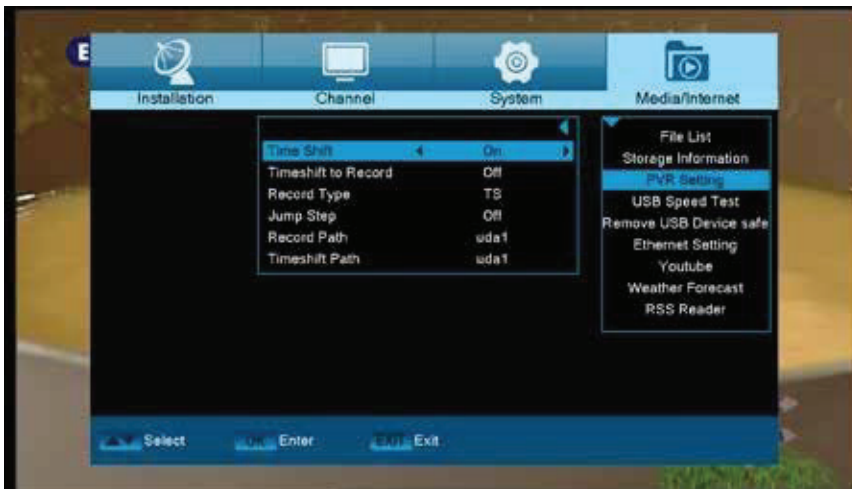 E
Installation Channel System Media/Internet
Time Shift On
Timeshift to Record Off
Record Type TS
Jump Step Off
Record Path uda1
Timeshift Path uda1
File List
Storage Information
PVR Setting
USB Speed Test
Remove USB Device safe
Ethernet Setting
Youtube
Weather Forecast
RSS Reader
Select OK Enter EXIT Exit